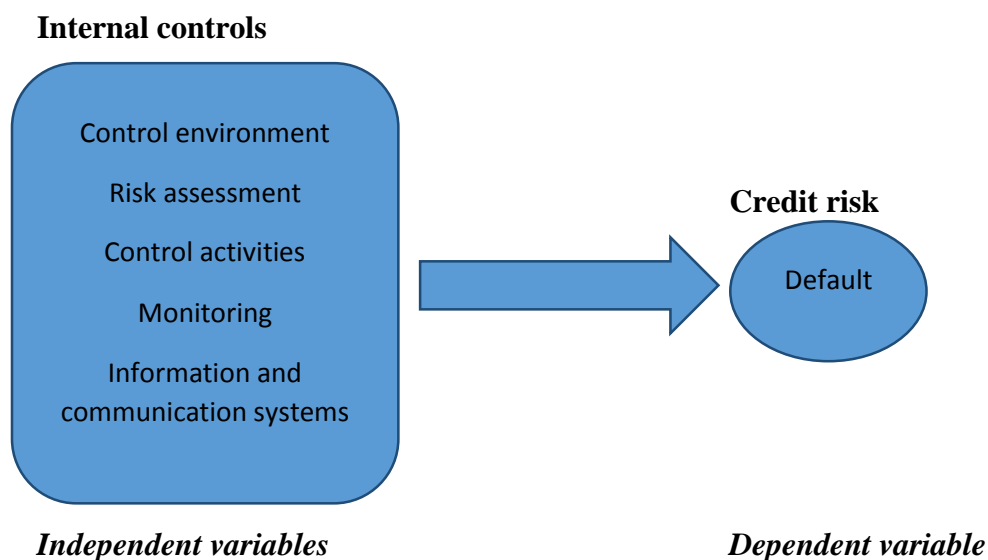 Internal controls
Control environment
Risk assessment
Control activities
Monitoring
Information and
communication systems
Independent variables
Credit risk
Default
Dependent variable